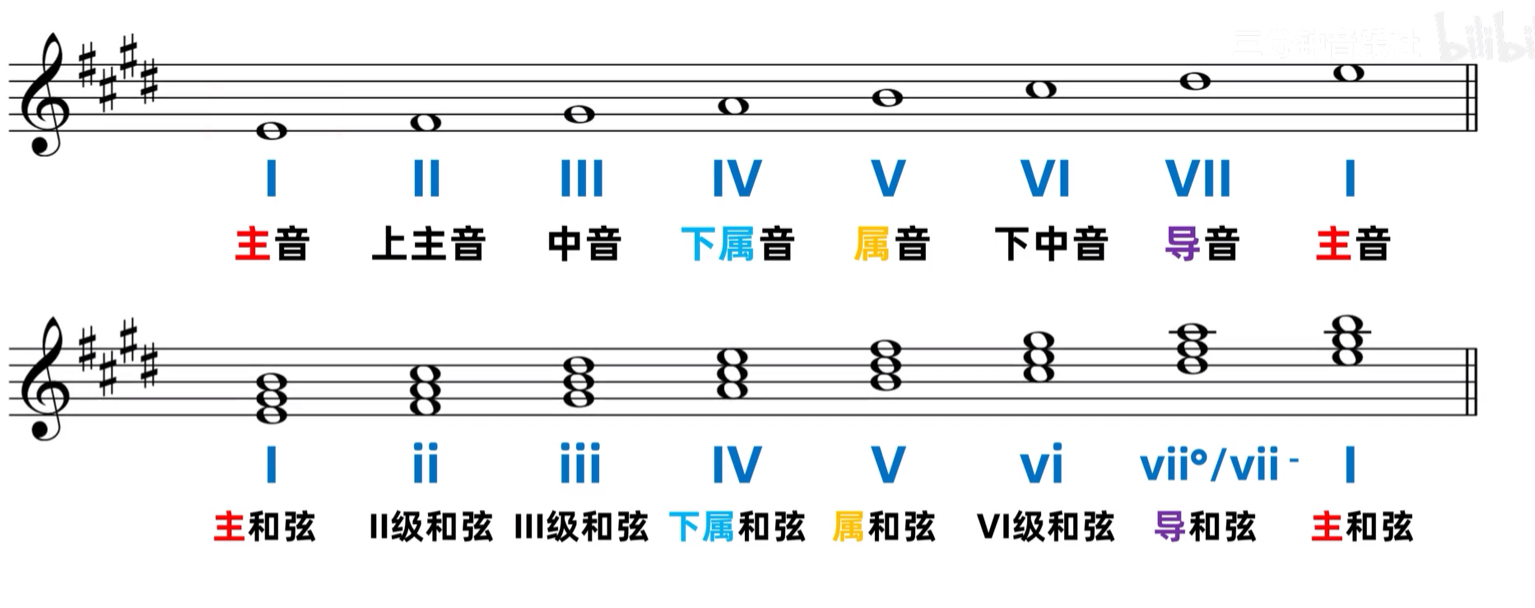 bilibi
I II III IV V VI VII I
主音 上主音 中音 下属音 属音 下中音 导音 主音
I ii iii IV V vi vii°/vii - I
主和弦 II级和弦 III级和弦 下属和弦 属和弦 VI级和弦 导和弦 主和弦